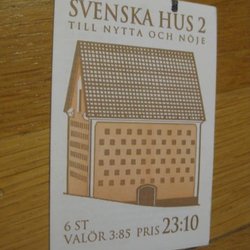 SVENSKA HUS 2
TILL NYTTA OCH NÖJE
6 ST
VALÖR 3:85 PRIS 23:10